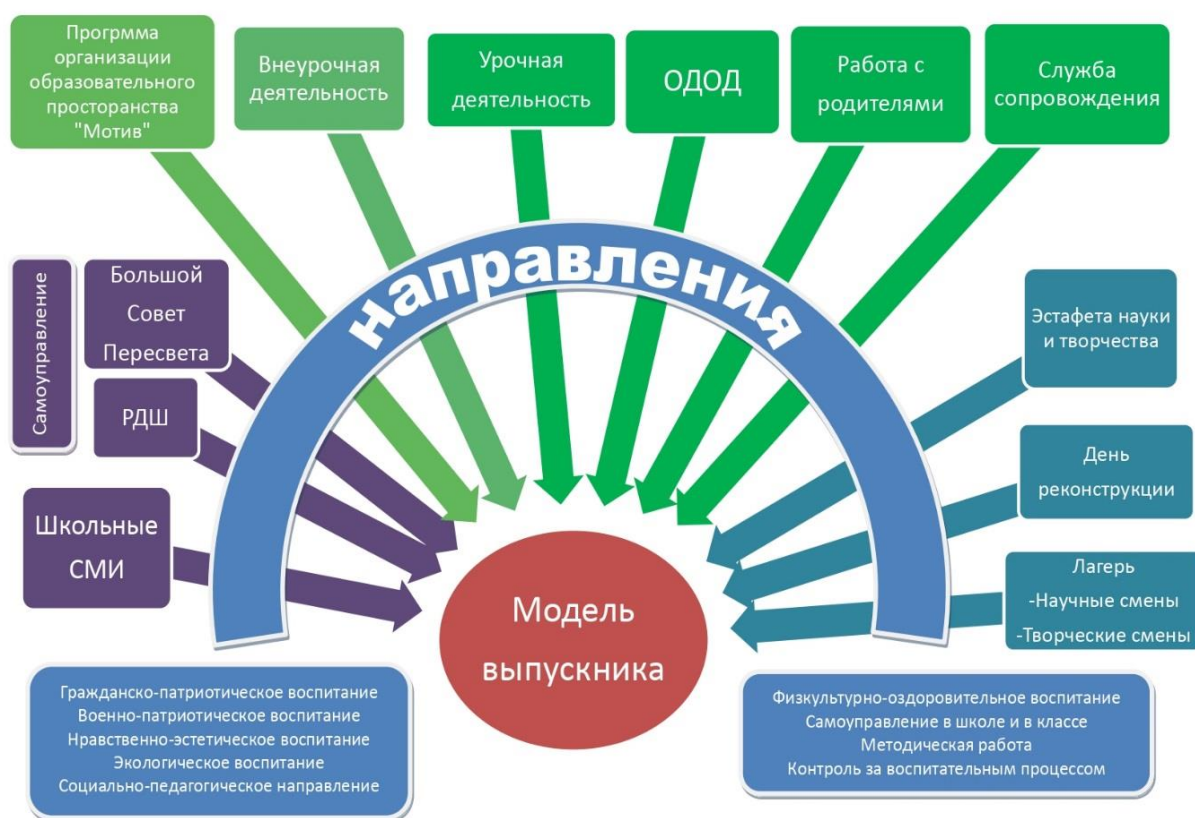 Прогрмма
организации
образовательного
просторанства
"Мотив"
Внеурочная
деятельность
Урочная
деятельность
ОДОД
Работа с
родителями
Служба
сопровождения
направления
Самоуправление
Большой
Совет
Пересвета
РДШ
Школьные
СМИ
Эстафета науки
и творчества
День
реконструкции
Лагерь
-Научные смены
-Творческие смены
Модель
выпускника
Гражданско-патриотическое воспитание
Военно-патриотическое воспитание
Нравственно-эстетическое воспитание
Экологическое воспитание
Социально-педагогическое направление
Физкультурно-оздоровительное воспитание
Самоуправление в школе и в классе
Методическая работа
Контроль за воспитательным процессом